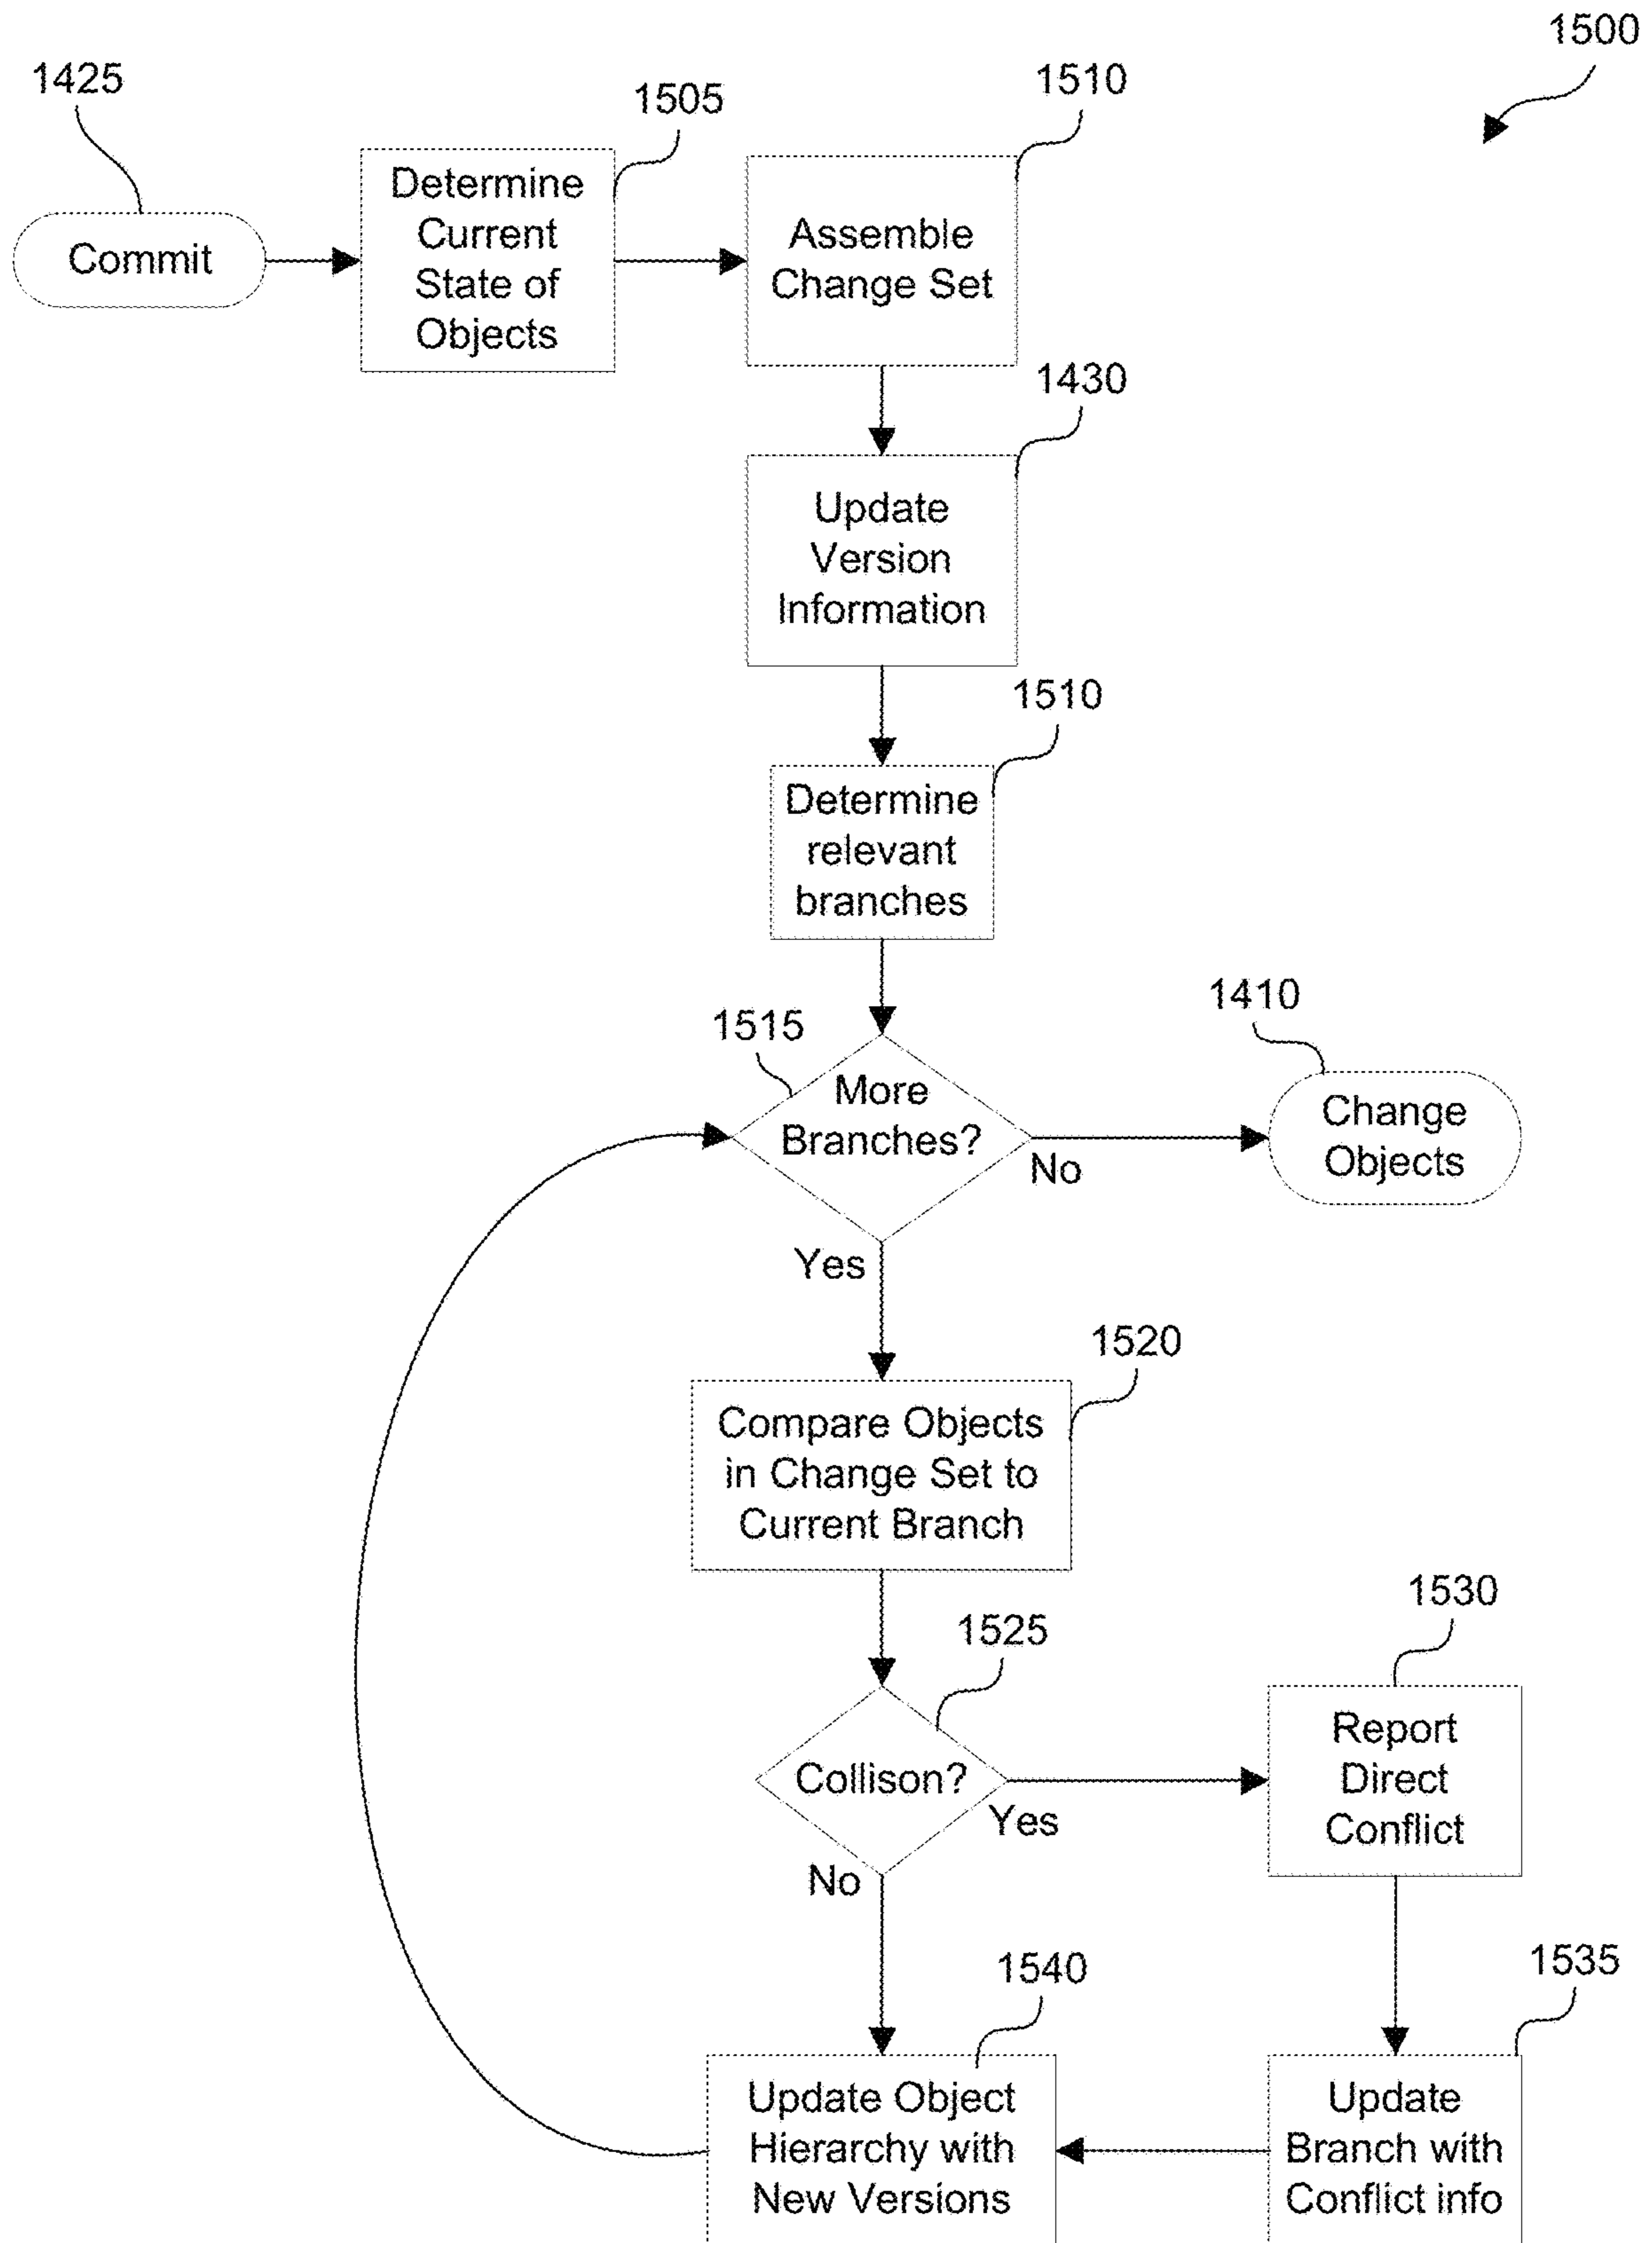 1500
1425
1505
1510
Commit
Determine
Current
State of
Objects
Assemble
Change Set
1430
Update
Version
Information
1510
Determine
relevant
branches
1515
More
Branches?
No
Yes
1410
Change
Objects
1520
Compare Objects
in Change Set to
Current Branch
1525
Collison?
Yes
No
1530
Report
Direct
Conflict
1540
Update Object
Hierarchy with
New Versions
1535
Update
Branch with
Conflict info